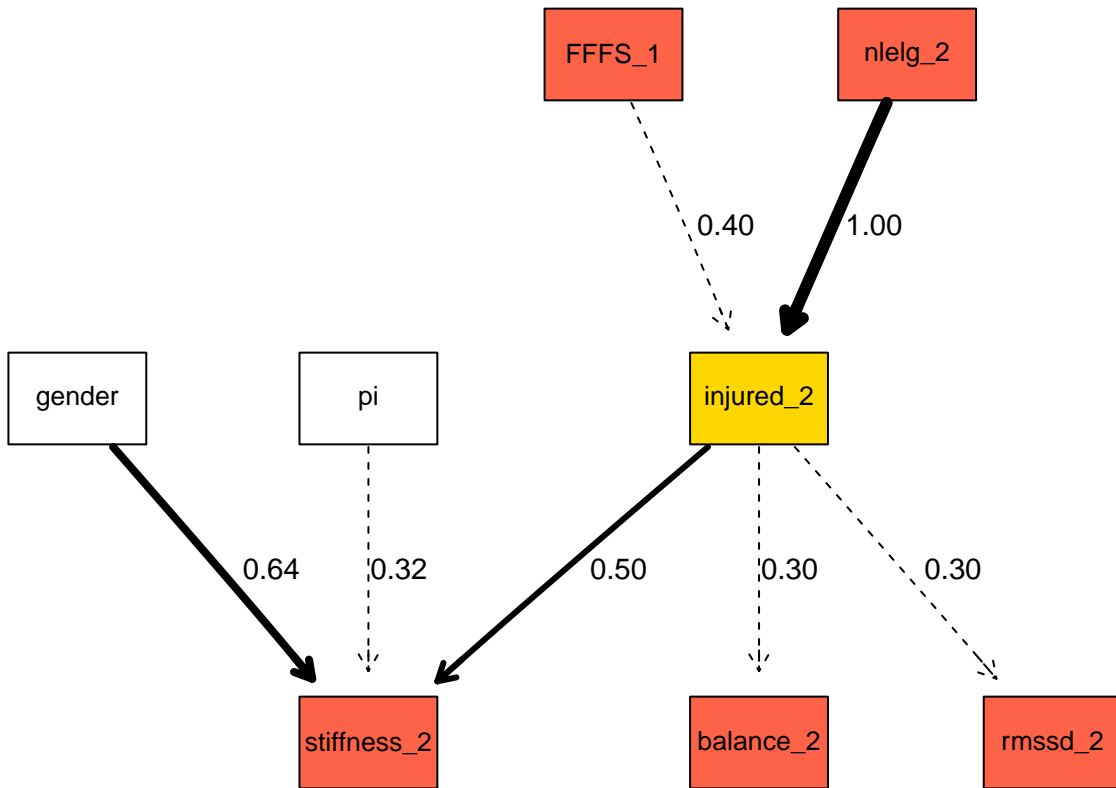 FFFS_1
nlelg_2
0.40
1.00
gender
pi
injured_2
0.64
0.32
0.50
0.30
0.30
stiffness_2
balance_2
rmssd_2